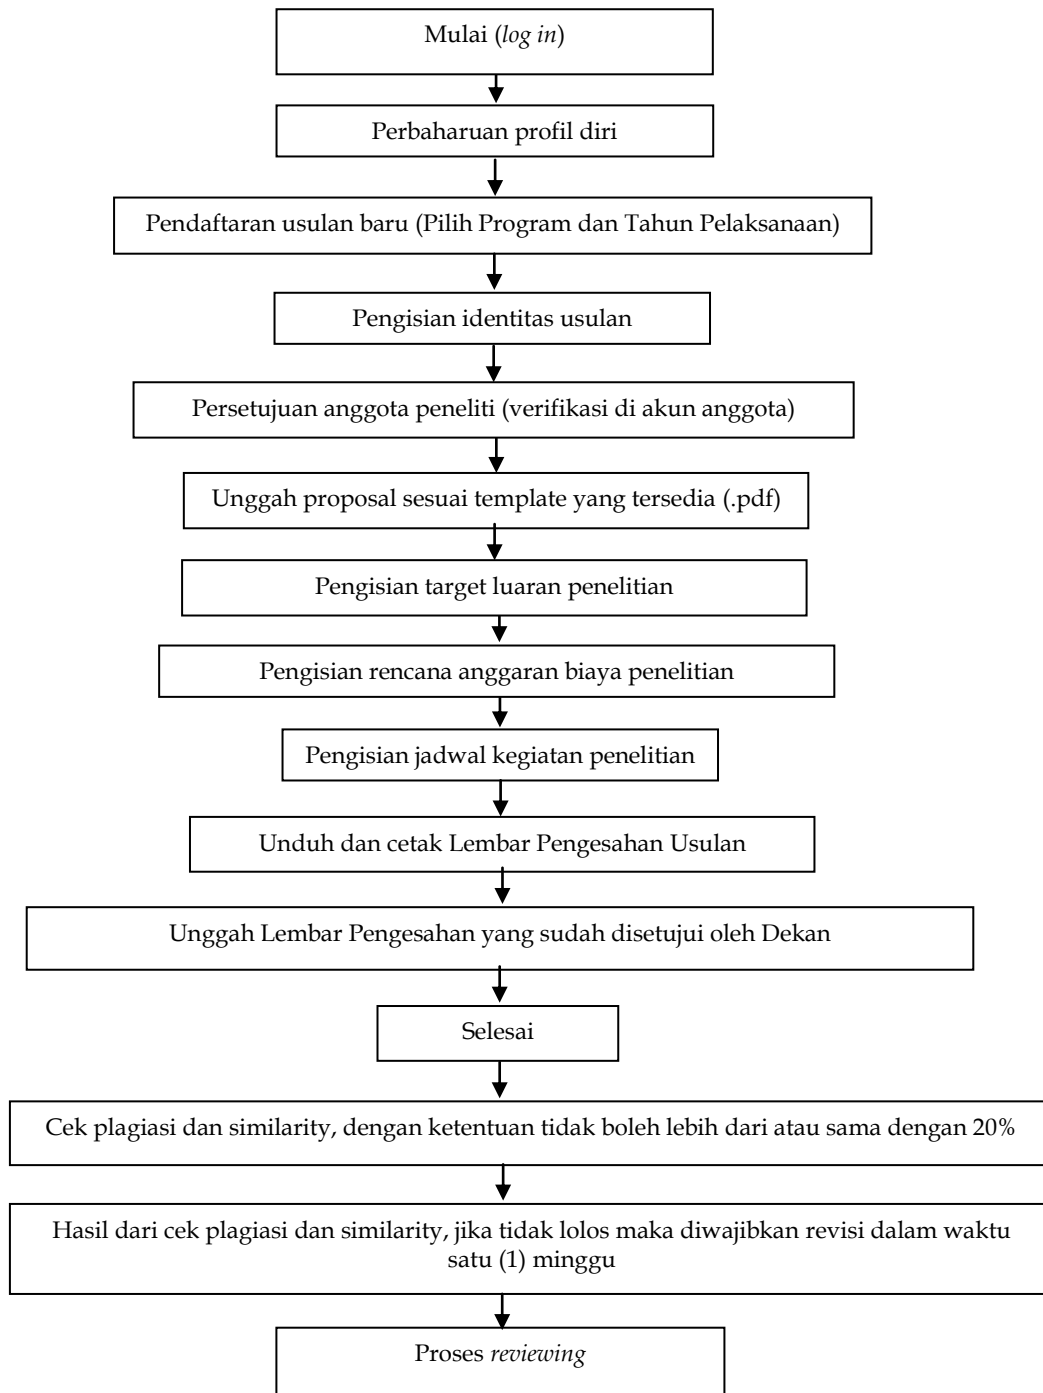 Mulai (log in)
Perbaharuan profil diri
Pendaftaran usulan baru (Pilih Program dan Tahun Pelaksanaan)
Pengisian identitas usulan
Persetujuan anggota peneliti (verifikasi di akun anggota)
Unggah proposal sesuai template yang tersedia (.pdf)
Pengisian target luaran penelitian
Pengisian rencana anggaran biaya penelitian
Pengisian jadwal kegiatan penelitian
Unduh dan cetak Lembar Pengesahan Usulan
Unggah Lembar Pengesahan yang sudah disetujui oleh Dekan
Selesai
Cek plagiasi dan similarity, dengan ketentuan tidak boleh lebih dari atau sama dengan 20%
Hasil dari cek plagiasi dan similarity, jika tidak lolos maka diwajibkan revisi dalam waktu
satu (1) minggu
Proses reviewing